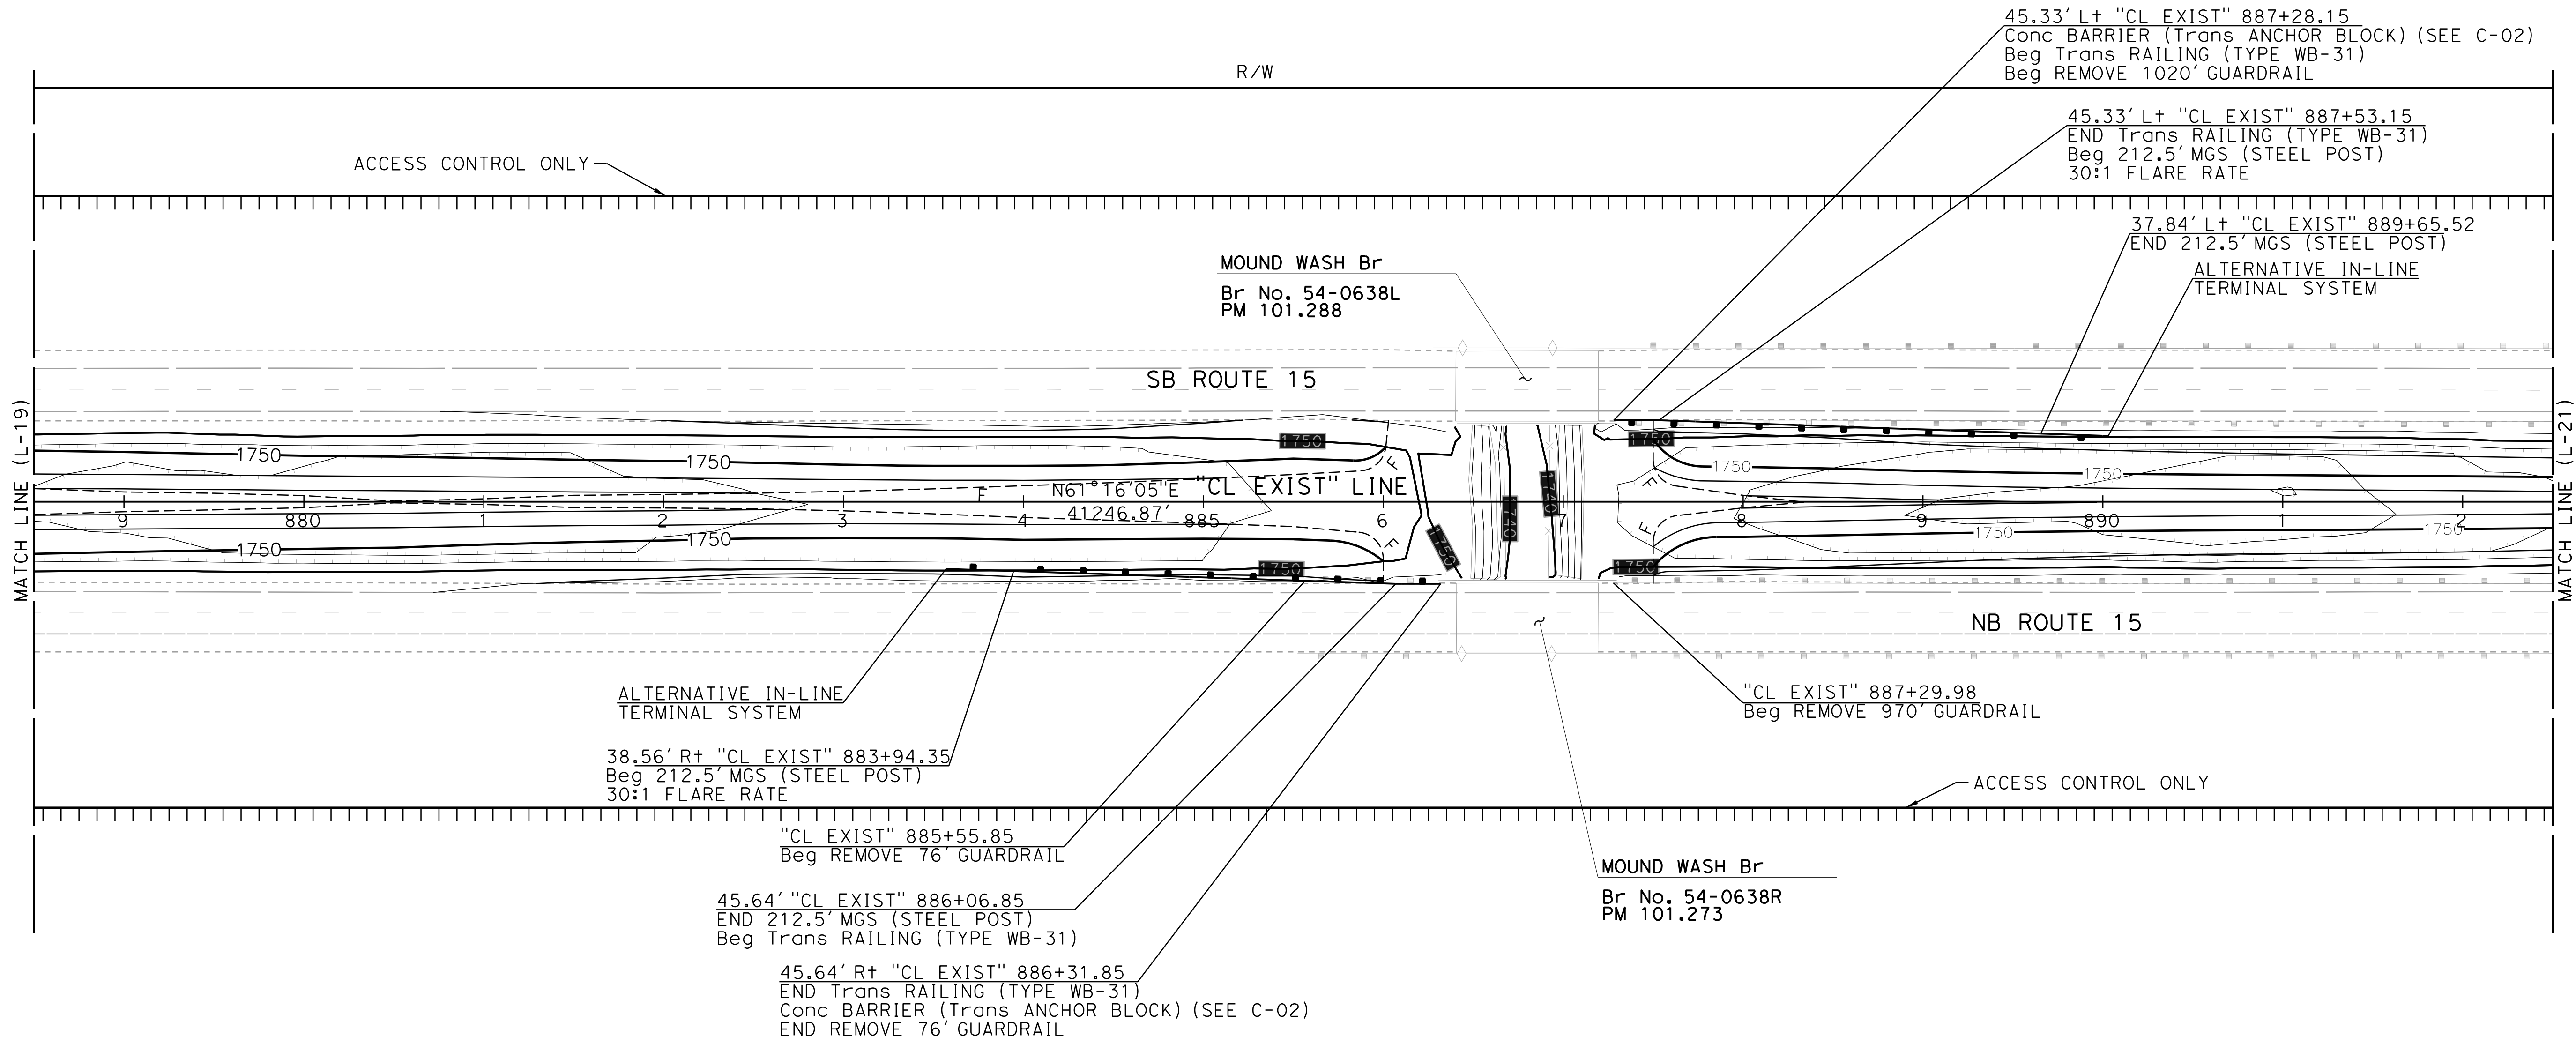 45.33' Lt "CL EXIST" 887+28.15
Conc BARRIER (Trans ANCHOR BLOCK) (SEE C-02)
Beg Trans RAILING (TYPE WB-31)
Beg REMOVE 1020' GUARDRAIL
R/W
45.33' Lt "CL EXIST" 887+53.15
END Trans RAILING (TYPE WB-31)
Beg 212.5' MGS (STEEL POST)
30:1 FLARE RATE
ACCESS CONTROL ONLY
37.84' Lt "CL EXIST" 889+65.52
END 212.5' MGS (STEEL POST)
ALTERNATIVE IN-LINE
TERMINAL SYSTEM
MOUND WASH Br
Br No. 54-0638L
PM 101.288
SB ROUTE 15
MATCH LINE (L-19)
MATCH LINE (L-21)
1750
1750
1750
1750
1750
1750
F
F
F
N61°16'05"E "CL EXIST" LINE
41246.87'
9 880 1 2 3 4 885 6 7 8 9 890 1 2
1740
1740
1750
1750
1750
F
F
1750
1750
1750
1750
NB ROUTE 15
ALTERNATIVE IN-LINE
TERMINAL SYSTEM
"CL EXIST" 887+29.98
Beg REMOVE 970' GUARDRAIL
38.56' Rt "CL EXIST" 883+94.35
Beg 212.5' MGS (STEEL POST)
30:1 FLARE RATE
ACCESS CONTROL ONLY
"CL EXIST" 885+55.85
Beg REMOVE 76' GUARDRAIL
MOUND WASH Br
Br No. 54-0638R
PM 101.273
45.64' "CL EXIST" 886+06.85
END 212.5' MGS (STEEL POST)
Beg Trans RAILING (TYPE WB-31)
45.64' Rt "CL EXIST" 886+31.85
END Trans RAILING (TYPE WB-31)
Conc BARRIER (Trans ANCHOR BLOCK) (SEE C-02)
END REMOVE 76' GUARDRAIL